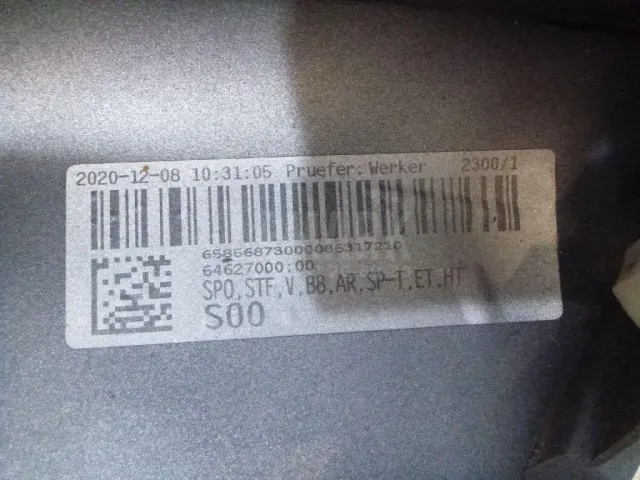 2020-12-08 10:31:05 Pruefer: Werker 2300/1
65856873000086317210
64627000:00
SPO,STF,V,B8,AR,SP-T,ET,HT
S00